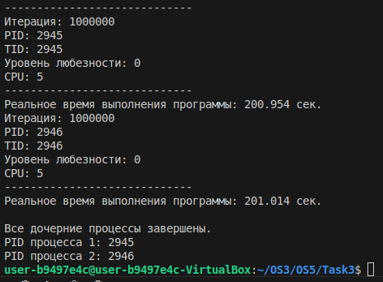 -----------------------------
Итерация: 1000000
PID: 2945
TID: 2945
Уровень любезности: 0
CPU: 5
-----------------------------
Реальное время выполнения программы: 200.954 сек.
Итерация: 1000000
PID: 2946
TID: 2946
Уровень любезности: 0
CPU: 5
-----------------------------
Реальное время выполнения программы: 201.014 сек.

Все дочерние процессы завершены.
PID процесса 1: 2945
PID процесса 2: 2946
user-b9497e4c@user-b9497e4c-VirtualBox:~/OS3/OS5/Task3$